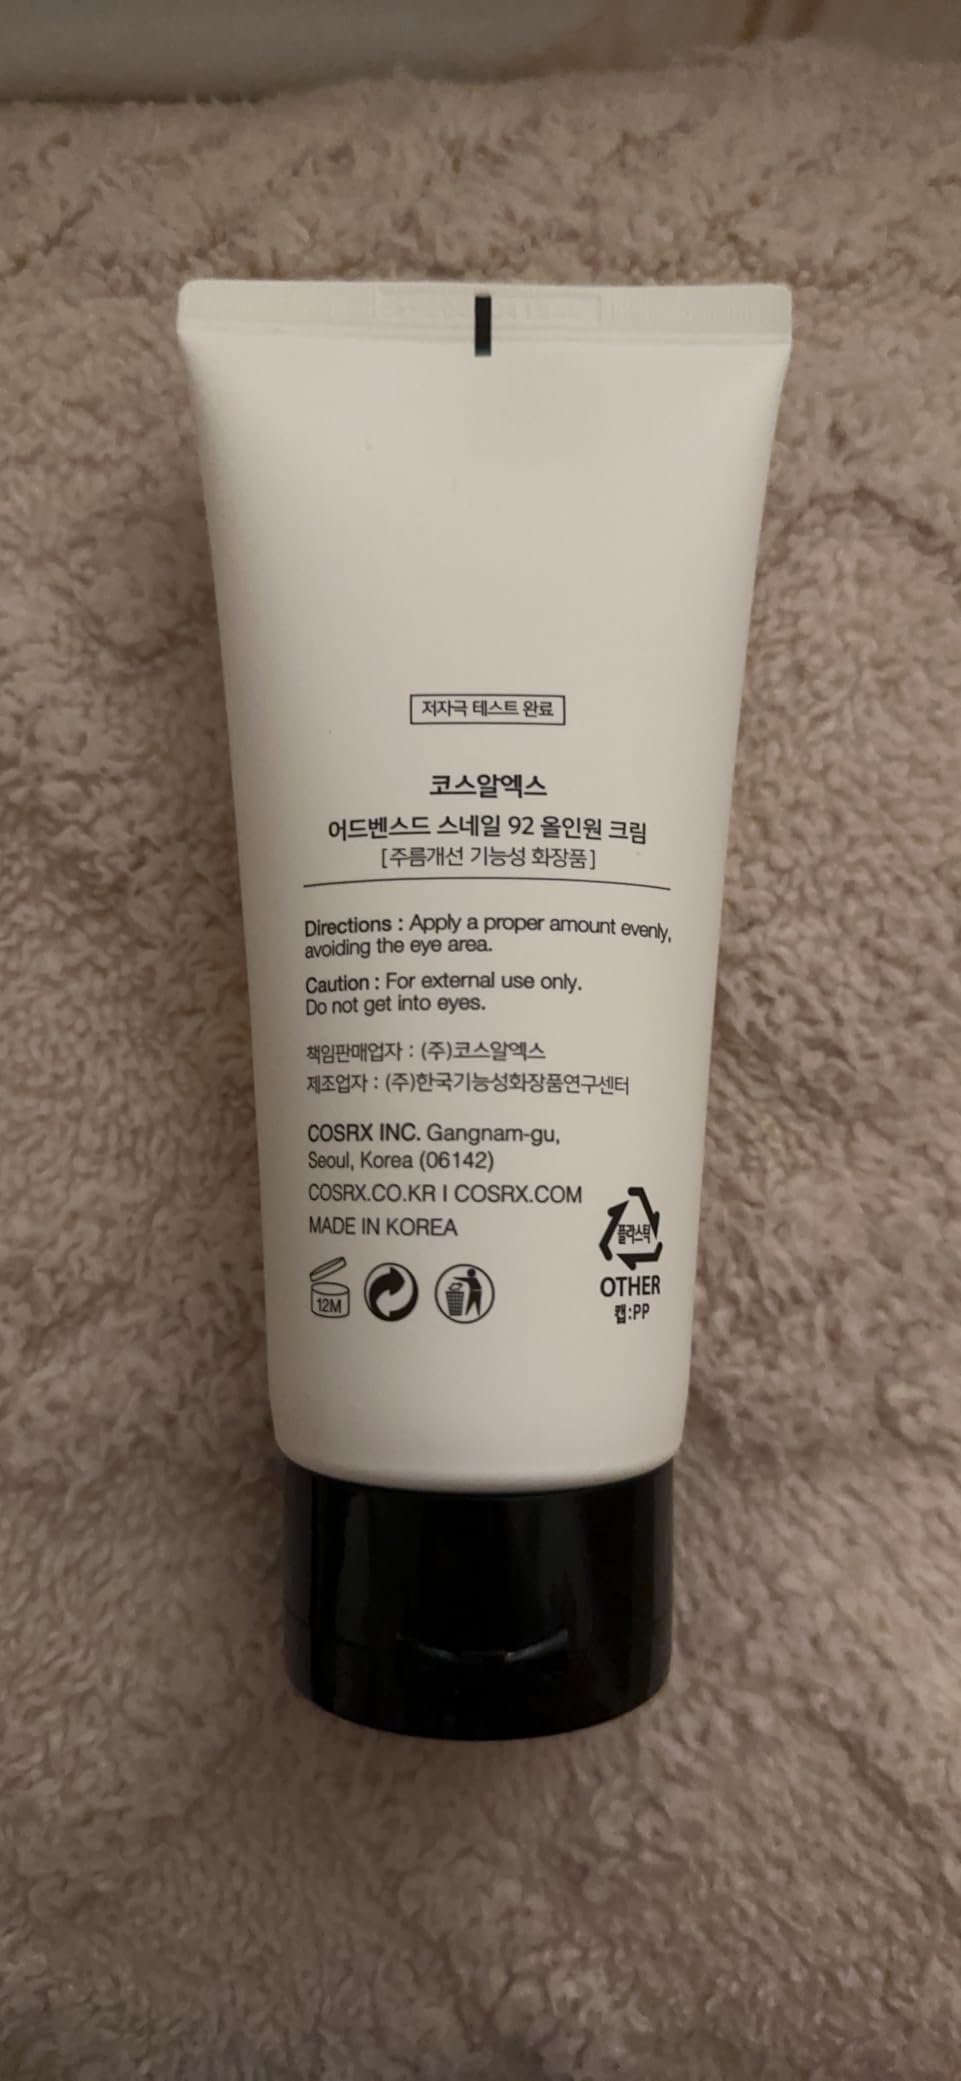 저자극 테스트 완료
코스알엑스
어드벤스드 스네일 92 올인원 크림
[주름개선 기능성 화장품]
Directions : Apply a proper amount evenly,
avoiding the eye area.
Caution : For external use only.
Do not get into eyes.
책임판매업자 : (주)코스알엑스
제조업자 : (주)한국기능성화장품연구센터
COSRX INC. Gangnam-gu,
Seoul, Korea (06142)
COSRX.CO.KR I COSRX.COM
MADE IN KOREA
12M
플라스틱
OTHER
캡:PP